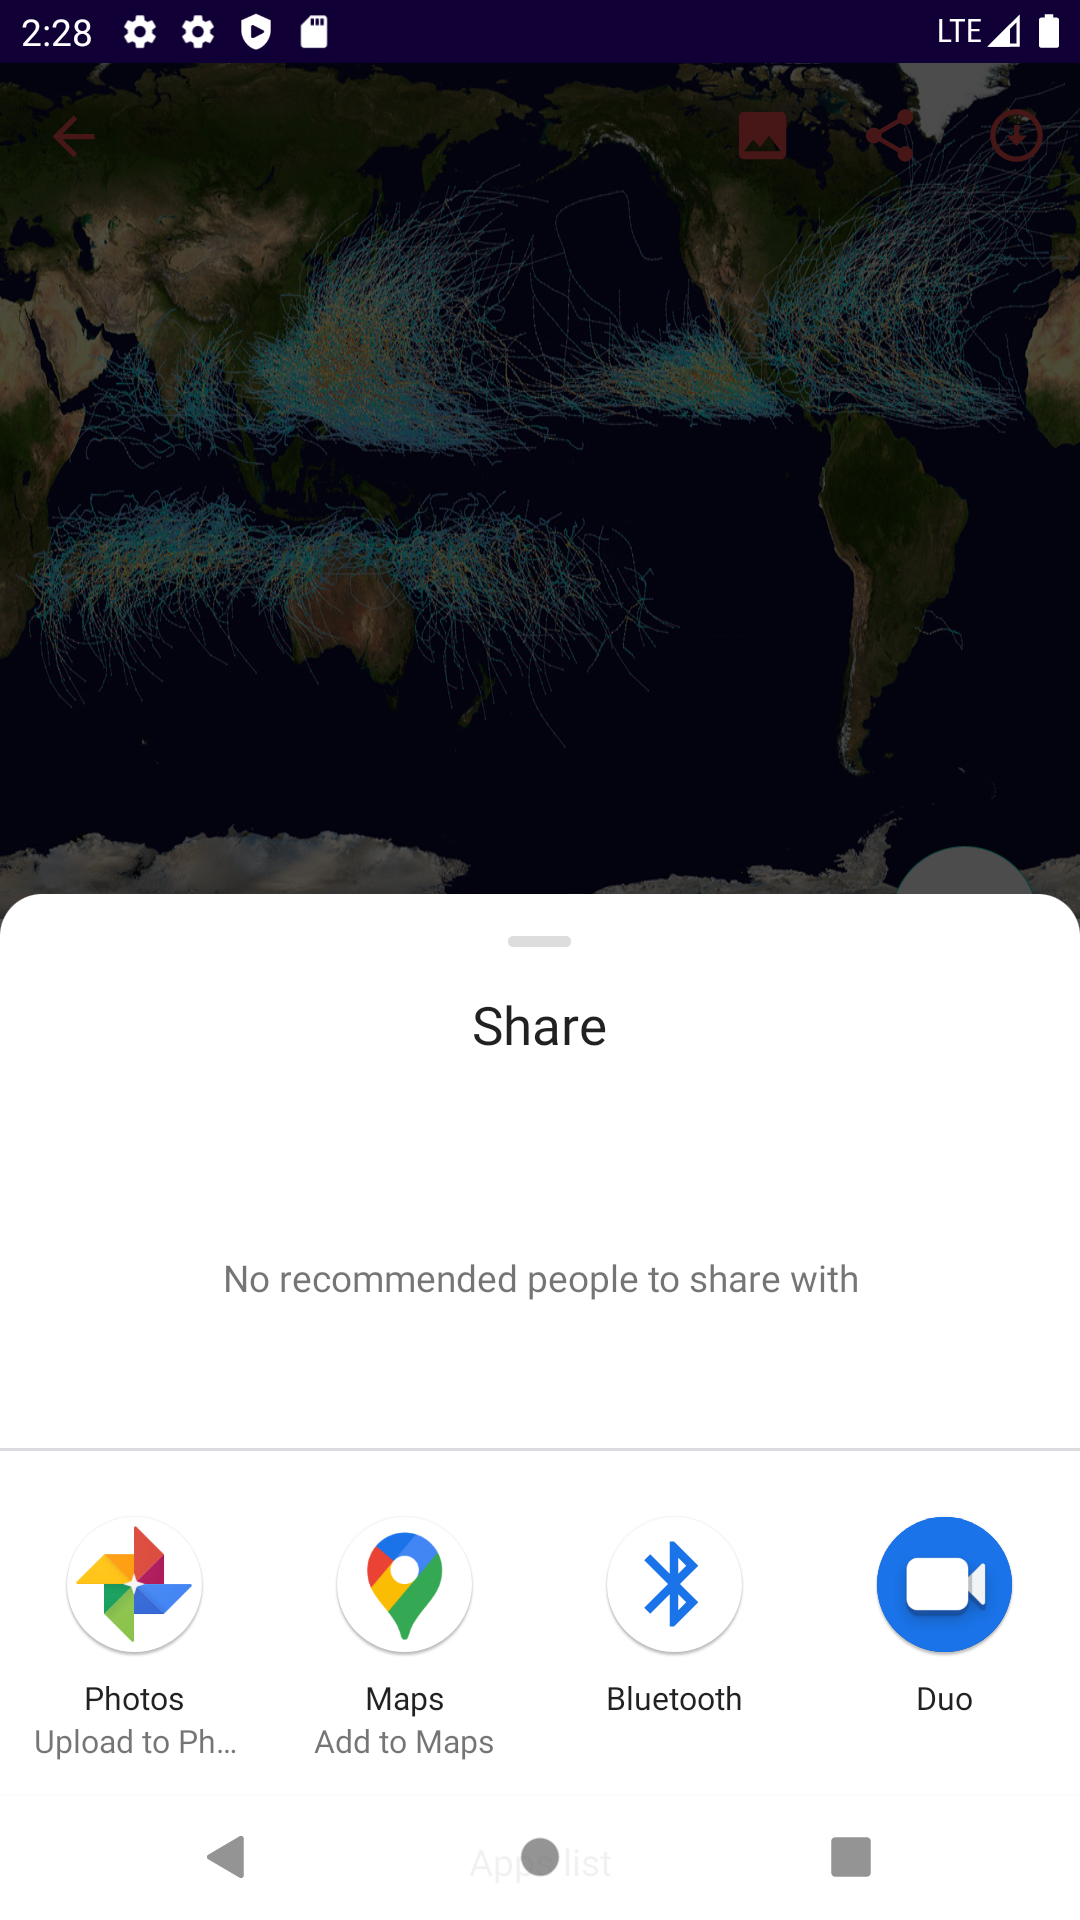 2:28
LTE
Share
No recommended people to share with
Photos
Maps
Bluetooth
Duo
Upload to Ph...
Add to Maps
Apps list